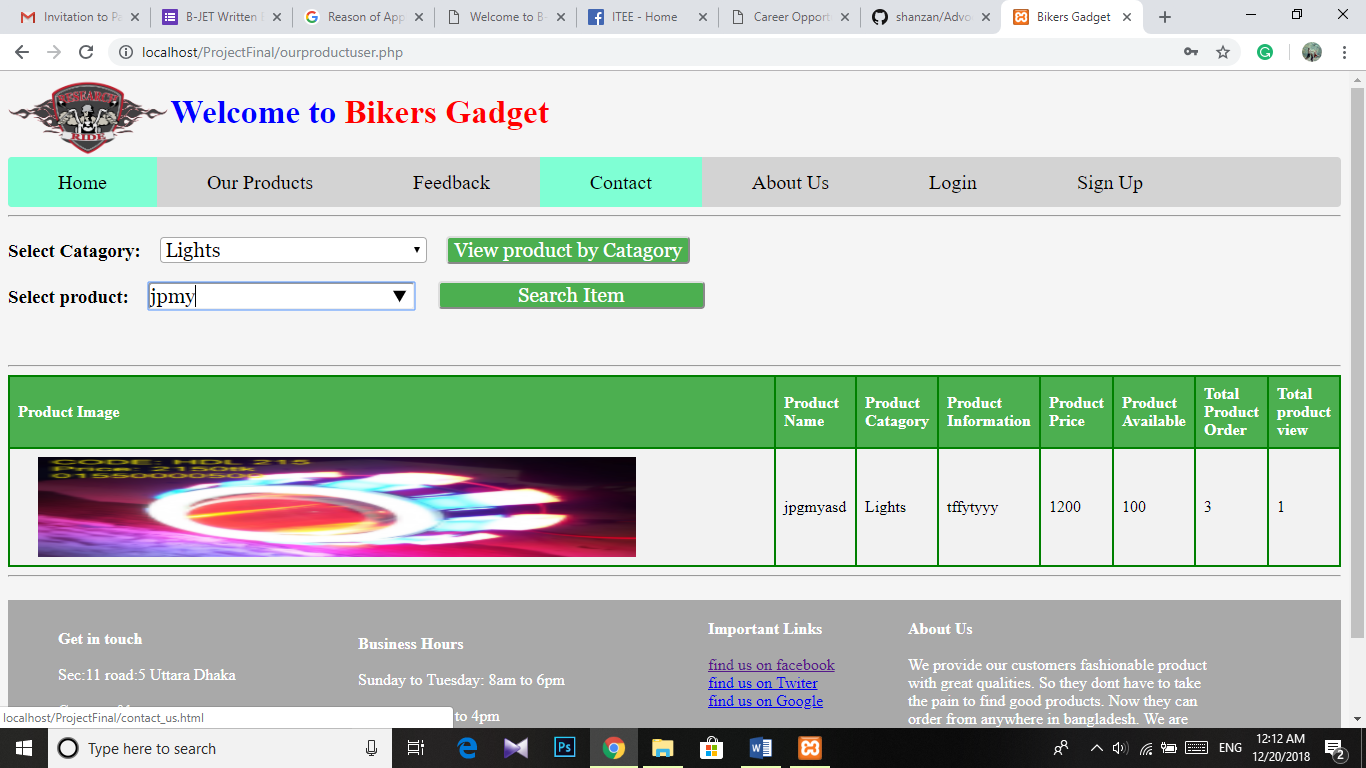 Invitation to Pa
B-JET Written
Reason of App
Welcome to B-
ITEE - Home
Career Oppor
shanzan/Advo
Bikers Gadget
localhost/ProjectFinal/ourproductuser.php
RIDE
Welcome to Bikers Gadget
Home Our Products Feedback Contact About Us Login Sign Up
Select Catagory: Lights View product by Catagory
Select product: jpmy Search Item
Product Image
Product Name
Product Catagory
Product Information
Product Price
Product Available
Total Product Order
Total product view
CODE: HDL 215
Price: 2150tk
jpgmyasd Lights tffytyyy 1200 100 3 1
Get in touch
Sec:11 road:5 Uttara Dhaka
Business Hours
Sunday to Tuesday: 8am to 6pm
to 4pm
Important Links
find us on facebook
find us on Twiter
find us on Google
About Us
We provide our customers fashionable product
with great qualities. So they dont have to take
the pain to find good products. Now they can
order from anywhere in bangladesh. We are
localhost/ProjectFinal/contact_us.html
Type here to search
Ps
ENG
12:12 AM
12/20/2018
2